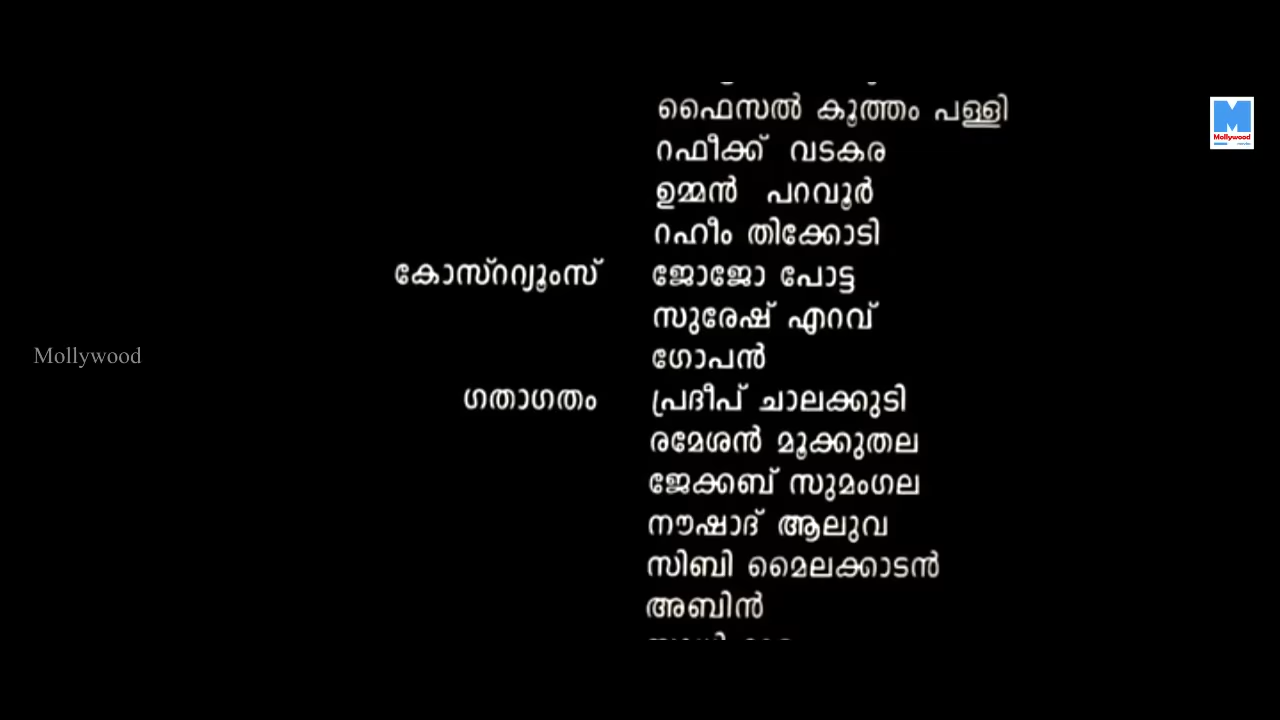 ഫൈസൽ കൂത്തം പള്ളി
റഫീക്ക് വടകര
ഉമ്മൻ പറവൂർ
റഹീം തിക്കോടി
കോസ്റ്റ്യൂംസ് ജോജോ പോട്ട
സുരേഷ് എറവ്
ഗോപൻ
Mollywood
ഗതാഗതം പ്രദീപ് ചാലക്കുടി
രമേശൻ മൂക്കുതല
ജേക്കബ് സുമംഗല
നൗഷാദ് ആലുവ
സിബി മൈലക്കാടൻ
അബിൻ
M
Mollywood